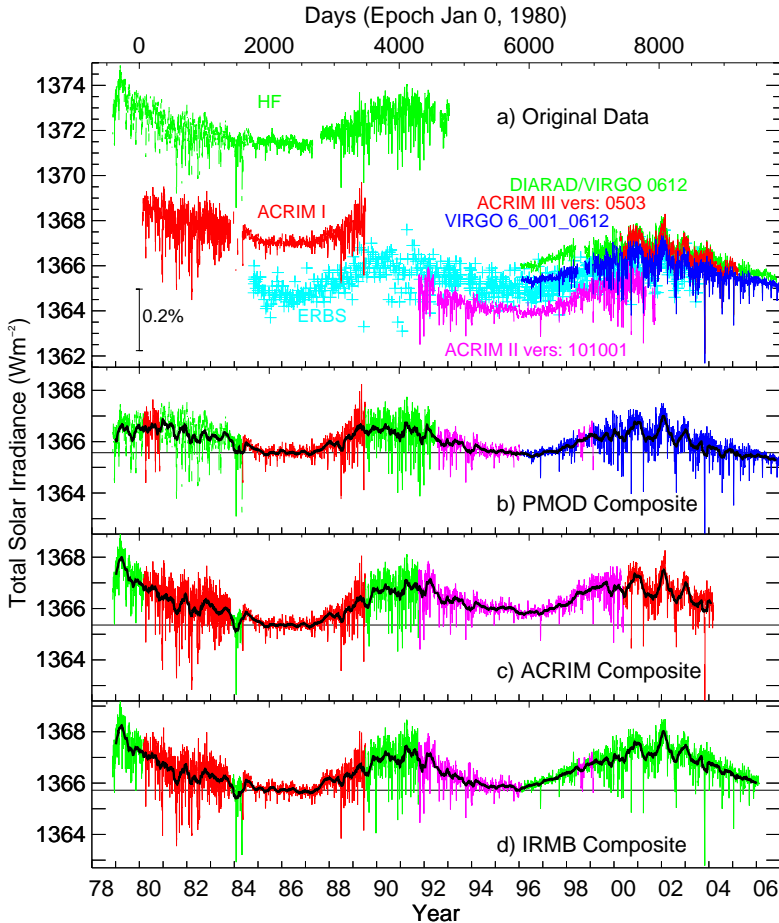 Days (Epoch Jan 0, 1980)
0 2000 4000 6000 8000
Total Solar Irradiance (Wm⁻²)
1374
1372
1370
1368
1366
1364
1362
HF
a) Original Data
DIARAD/VIRGO 0612
ACRIM III vers: 0503
VIRGO 6_001_0612
ACRIM I
ERBS
0.2%
ACRIM II vers: 101001
1368
1366
1364
b) PMOD Composite
1368
1366
1364
c) ACRIM Composite
1368
1366
1364
d) IRMB Composite
78 80 82 84 86 88 90 92 94 96 98 00 02 04 06
Year